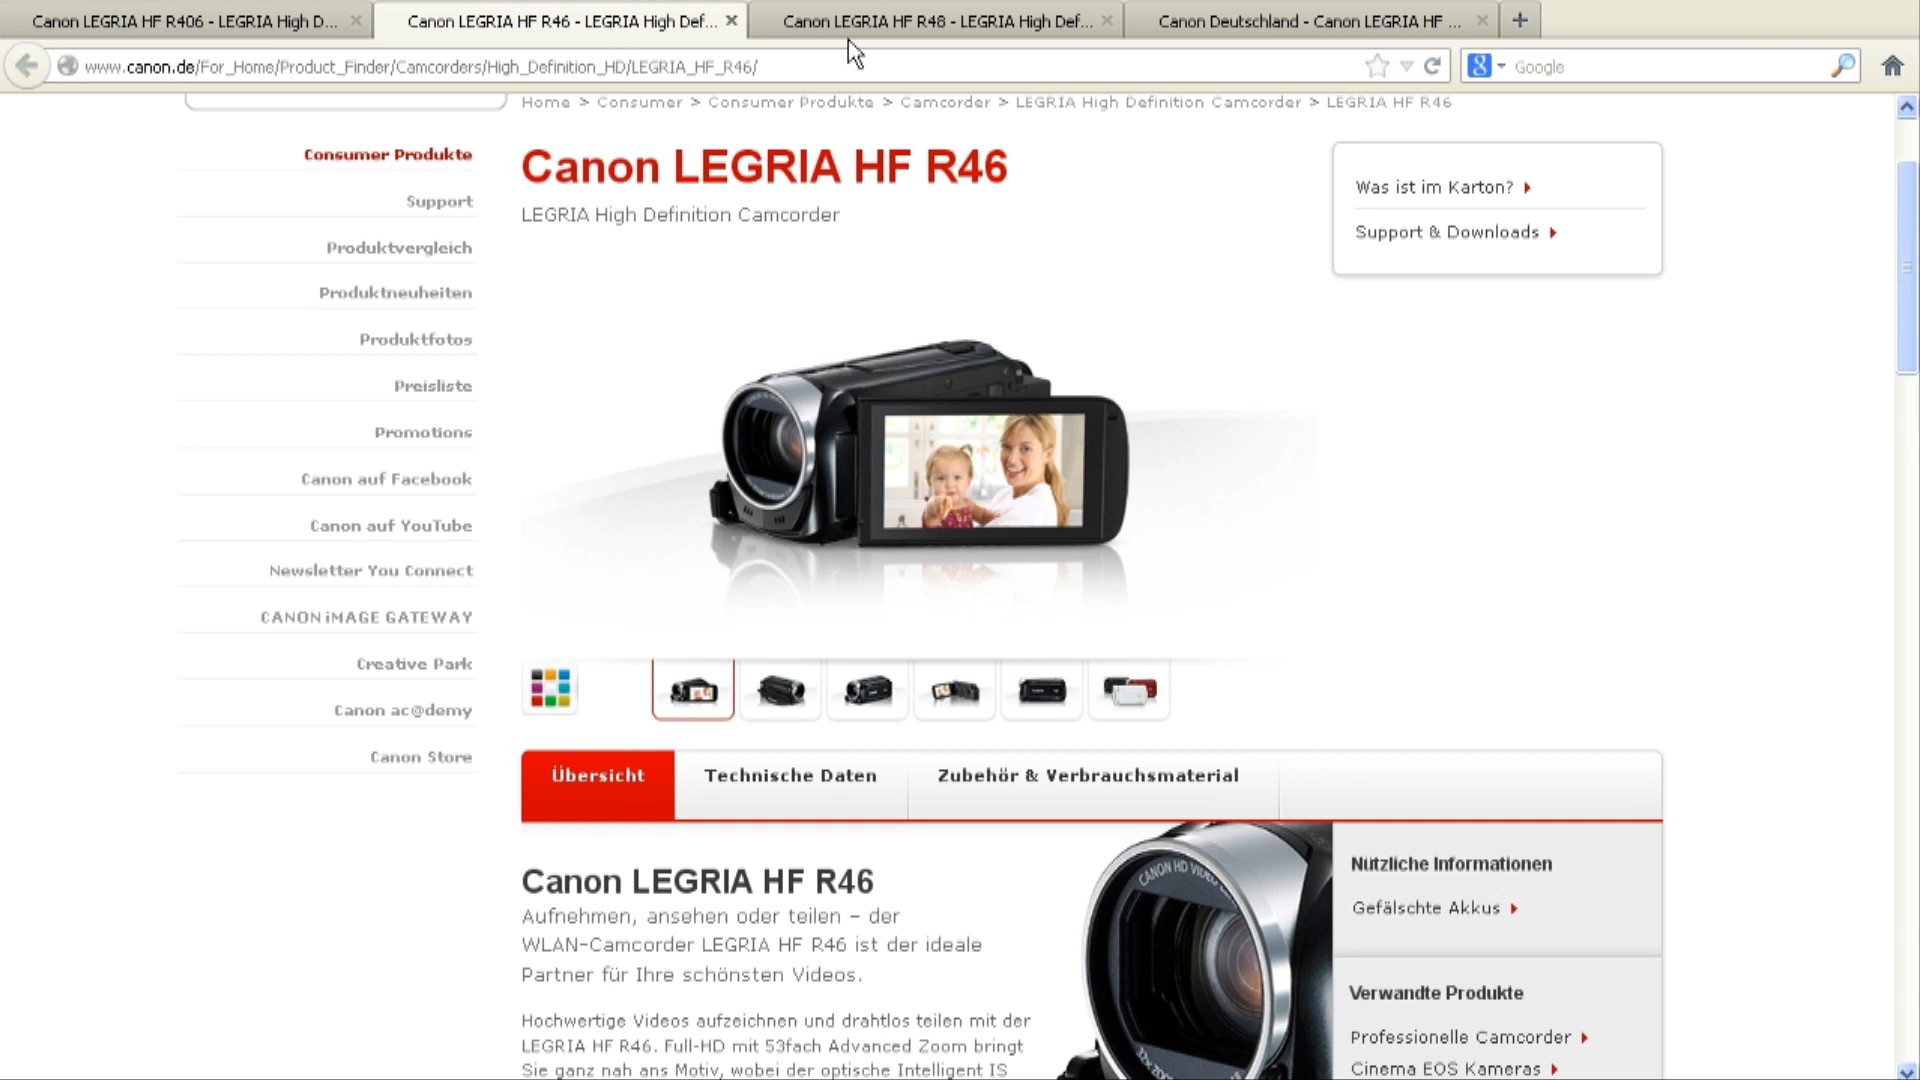 Canon LEGRIA HF R406 - LEGRIA High D...
Canon LEGRIA HF R46 - LEGRIA High Def...
Canon LEGRIA HF R48 - LEGRIA High Def...
Canon Deutschland - Canon LEGRIA HF ...
www.canon.de/For_Home/Product_Finder/Camcorders/High_Definition_HD/LEGRIA_HF_R46/
8
Google
Home > Consumer > Consumer Produkte > Camcorder > LEGRIA High Definition Camcorder > LEGRIA HF R46
Consumer Produkte
Support
Produktvergleich
Produktneuheiten
Produktfotos
Preisliste
Promotions
Canon auf Facebook
Canon auf YouTube
Newsletter You Connect
CANON iMAGE GATEWAY
Creative Park
Canon ac@demy
Canon Store
Canon LEGRIA HF R46
LEGRIA High Definition Camcorder
Was ist im Karton?
Support & Downloads
Übersicht
Technische Daten
Zubehör & Verbrauchsmaterial
Canon LEGRIA HF R46
Aufnehmen, ansehen oder teilen – der
WLAN-Camcorder LEGRIA HF R46 ist der ideale
Partner für Ihre schönsten Videos.
Hochwertige Videos aufzeichnen und drahtlos teilen mit der
LEGRIA HF R46. Full-HD mit 53fach Advanced Zoom bringt
Sie ganz nah ans Motiv, wobei der optische Intelligent IS
CANON HD VIDEO
Nützliche Informationen
Gefälschte Akkus
Verwandte Produkte
Professionelle Camcorder
Cinema EOS Kameras